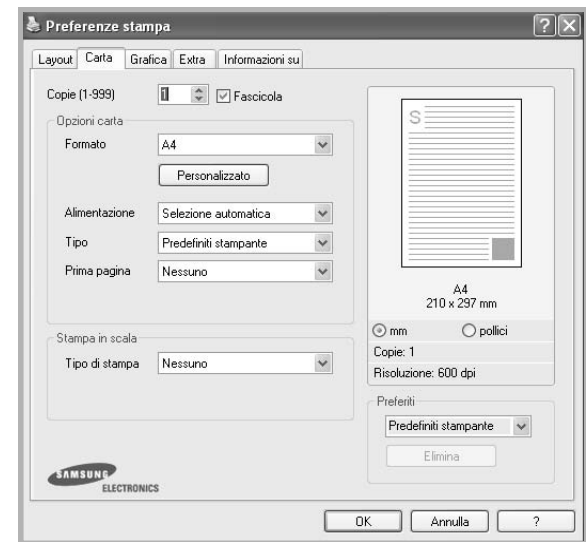 Preferenze stampa
Layout Carta Grafica Extra Informazioni su
Copie (1-999) 1 Fascicola
Opzioni carta
Formato A4
Personalizzato
Alimentazione Selezione automatica
Tipo Predefiniti stampante
Prima pagina Nessuno
Stampa in scala
Tipo di stampa Nessuno
SAMSUNG
ELECTRONICS
S
A4
210 x 297 mm
mm pollici
Copie: 1
Risoluzione: 600 dpi
Preferiti
Predefiniti stampante
Elimina
OK Annulla ?